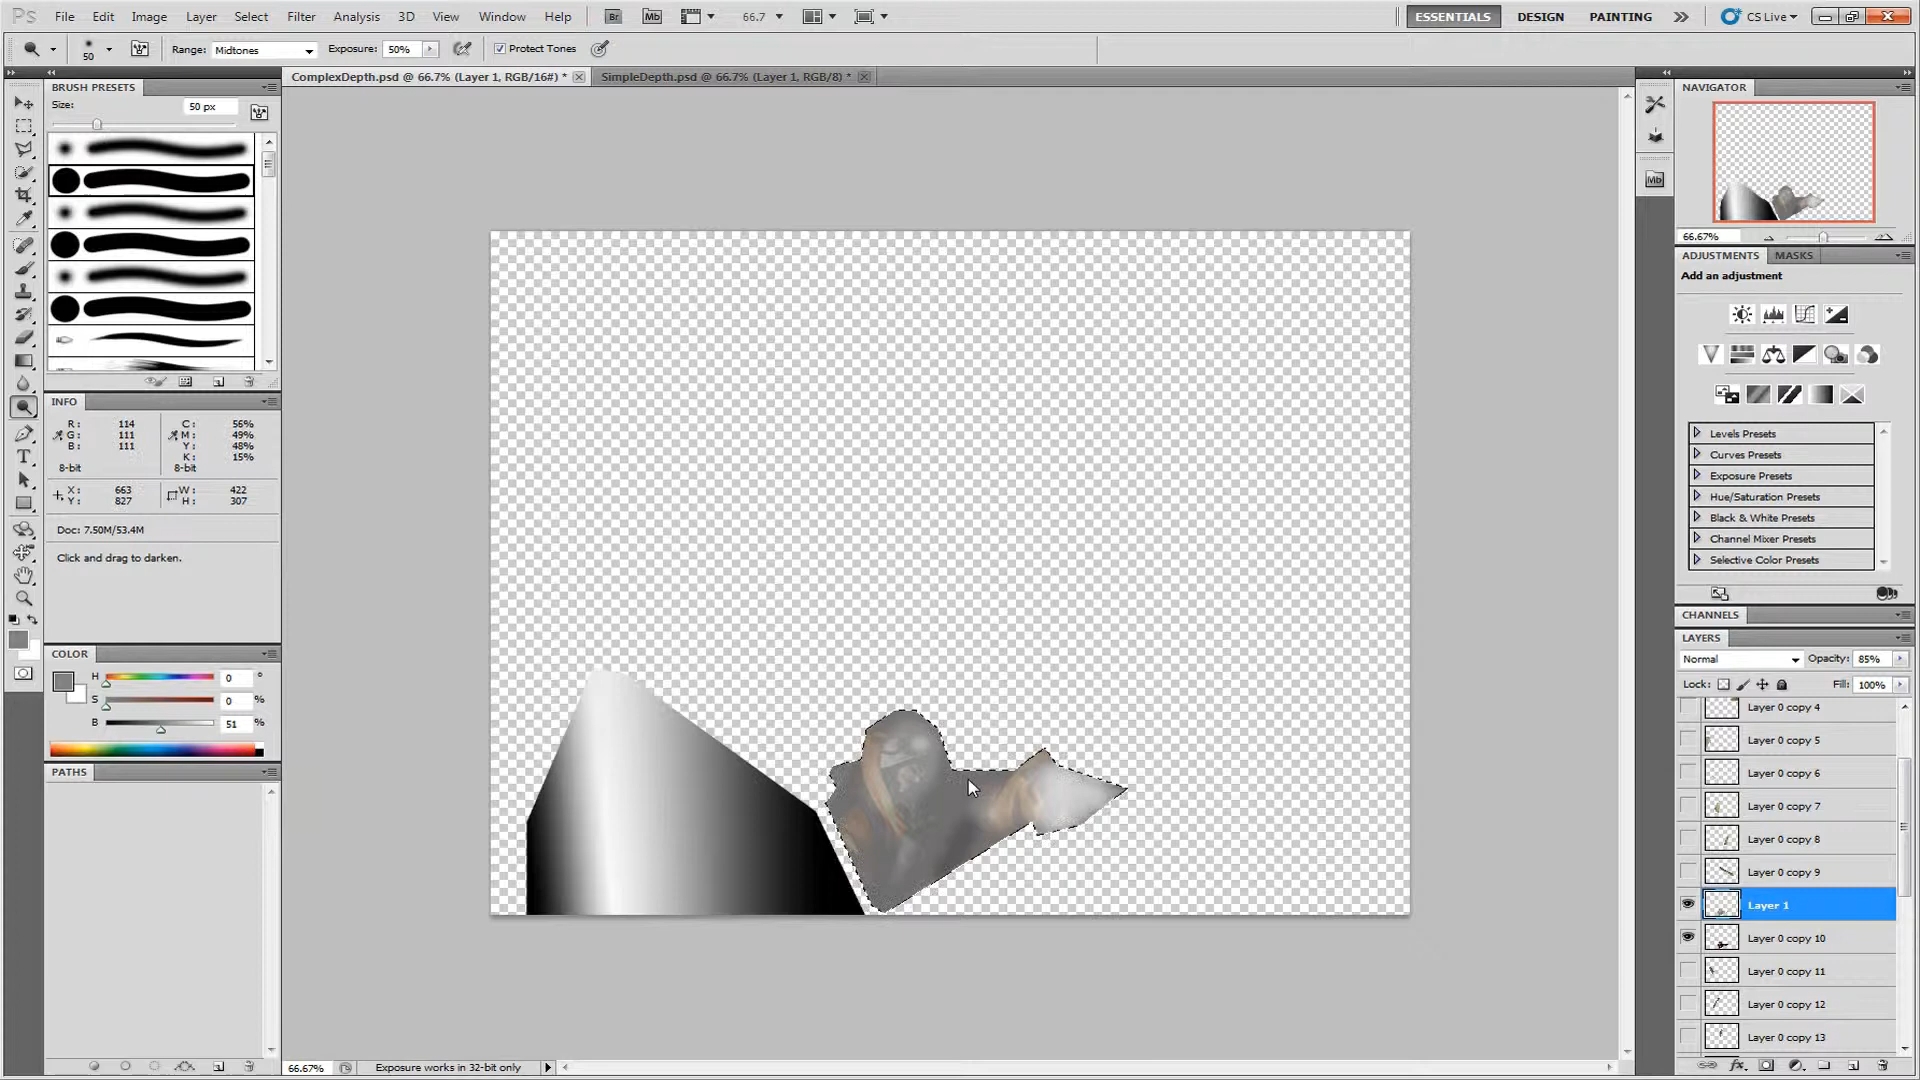 Ps File Edit Image Layer Select Filter Analysis 3D View Window Help Br Mb 66.7 ESSENTIALS DESIGN PAINTING CS Live
50 Range: Midtones Exposure: 50% Protect Tones
ComplexDepth.psd @ 66.7% (Layer 1, RGB/16#) * SimpleDepth.psd @ 66.7% (Layer 1, RGB/8) *
BRUSH PRESETS
Size: 50 px
INFO
R: 114 C: 56%
G: 111 M: 49%
B: 111 Y: 48%
K: 15%
8-bit 8-bit
X: 663 W: 422
Y: 827 H: 307
Doc: 7.50M/53.4M
Click and drag to darken.
COLOR
H 0 °
S 0 %
B 51 %
PATHS
66.67% Exposure works in 32-bit only
Mb
NAVIGATOR
66.67%
ADJUSTMENTS MASKS
Add an adjustment
Levels Presets
Curves Presets
Exposure Presets
Hue/Saturation Presets
Black & White Presets
Channel Mixer Presets
Selective Color Presets
CHANNELS
LAYERS
Normal Opacity: 85%
Lock: Fill: 100%
Layer 0 copy 4
Layer 0 copy 5
Layer 0 copy 6
Layer 0 copy 7
Layer 0 copy 8
Layer 0 copy 9
Layer 1
Layer 0 copy 10
Layer 0 copy 11
Layer 0 copy 12
Layer 0 copy 13